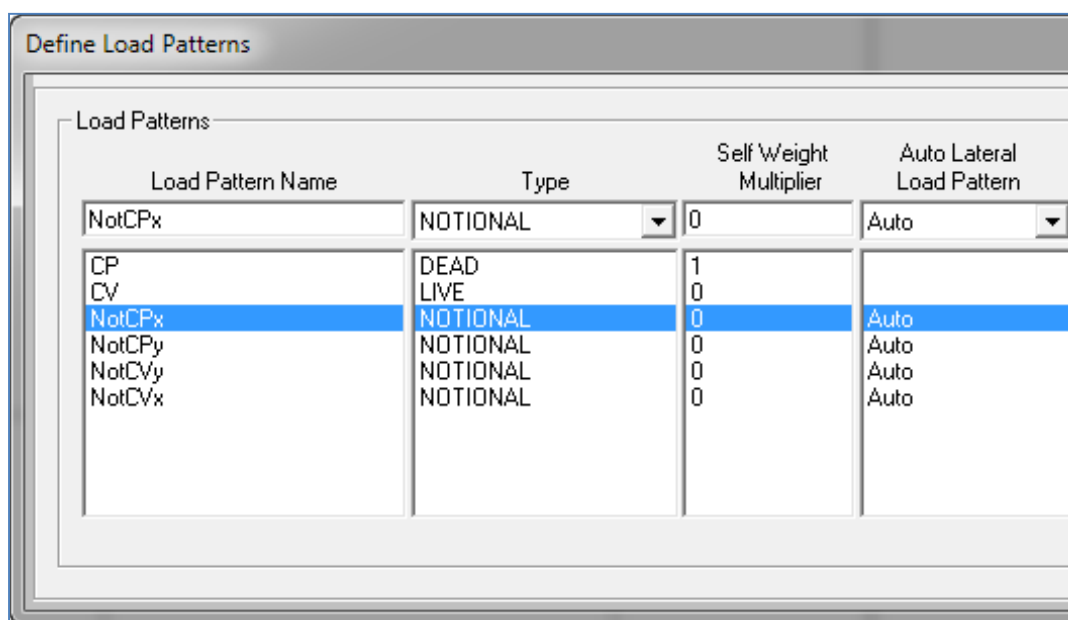 Define Load Patterns
Load Patterns
Load Pattern Name Type Self Weight Multiplier Auto Lateral Load Pattern
NotCPx NOTIONAL 0 Auto
CP DEAD 1
CV LIVE 0
NotCPx NOTIONAL 0 Auto
NotCPy NOTIONAL 0 Auto
NotCVy NOTIONAL 0 Auto
NotCVx NOTIONAL 0 Auto